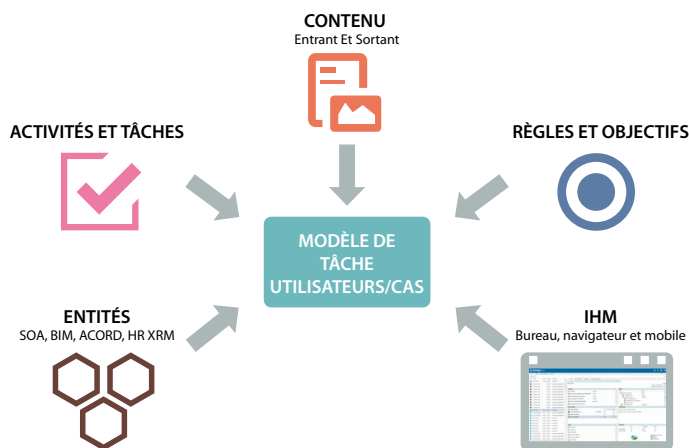 CONTENU
Entrant Et Sortant
ACTIVITÉS ET TÂCHES
RÈGLES ET OBJECTIFS
MODÈLE DE
TÂCHE
UTILISATEURS/CAS
ENTITÉS
SOA, BIM, ACORD, HR XRM
IHM
Bureau, navigateur et mobile